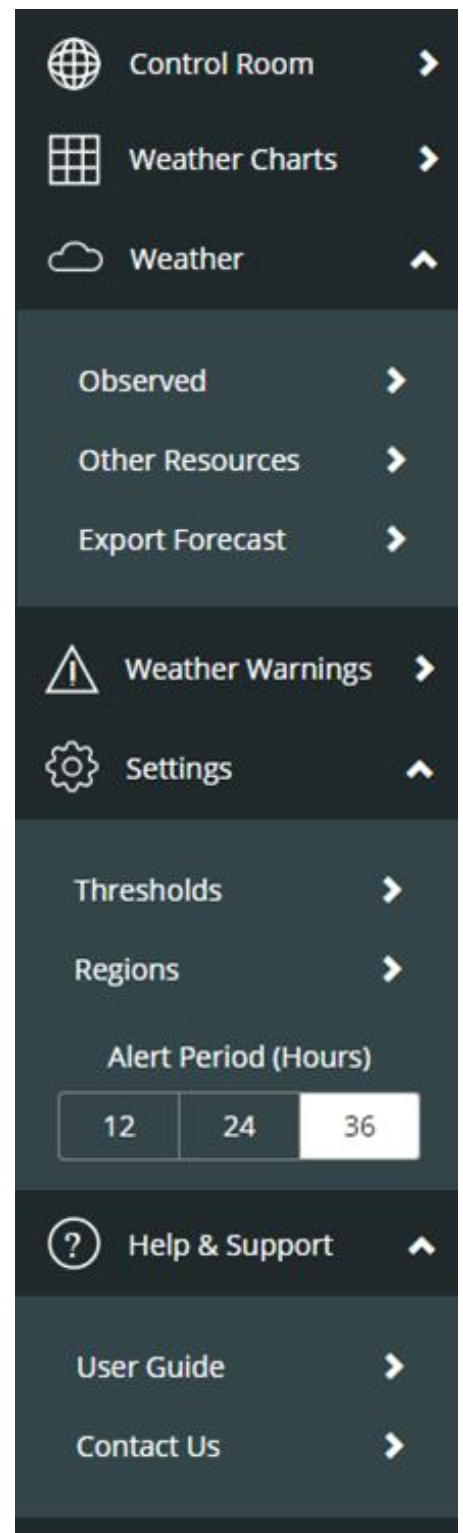 Control Room
Weather Charts
Weather
Observed
Other Resources
Export Forecast
Weather Warnings
Settings
Thresholds
Regions
Alert Period (Hours)
12 24 36
Help & Support
User Guide
Contact Us